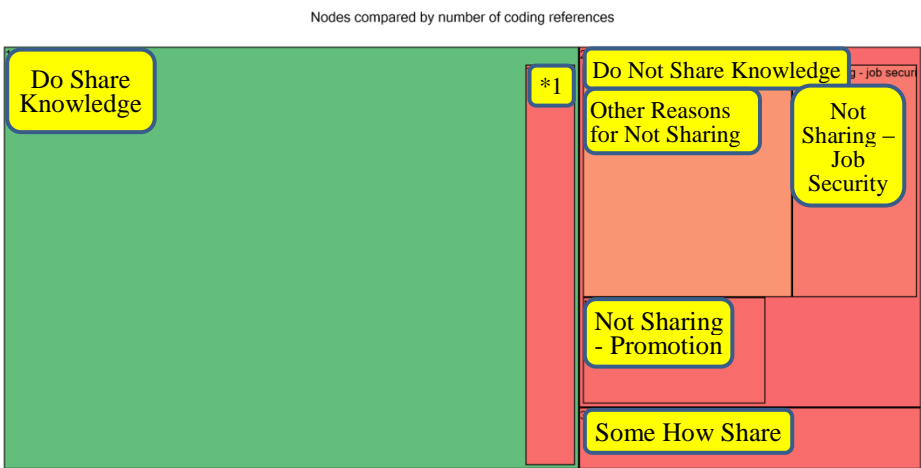 Nodes compared by number of coding references
Do Share
Knowledge
*1
Do Not Share Knowledge
g - job securi
Other Reasons
for Not Sharing
Not
Sharing –
Job
Security
Not Sharing
- Promotion
Some How Share